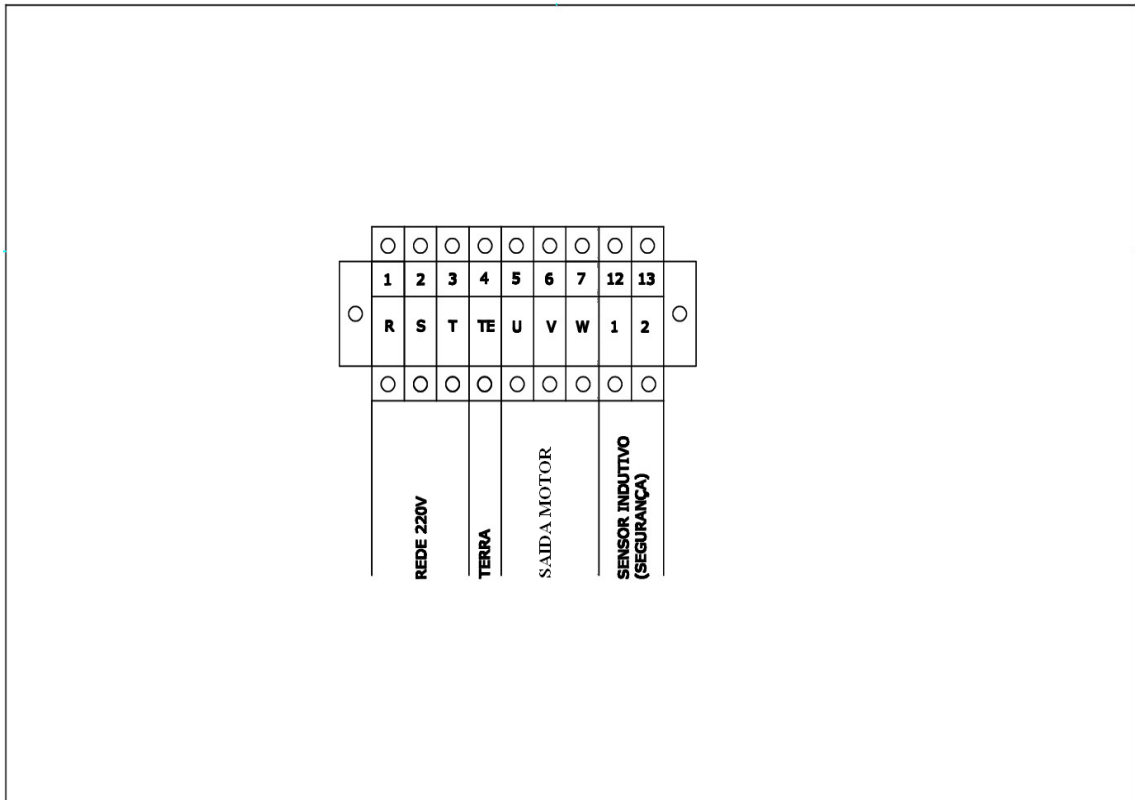 1 2 3 4 5 6 7 12 13
R S T TE U V W 1 2
REDE 220V
TERRA
SAIDA MOTOR
SENSOR INDUTIVO
(SEGURANÇA)